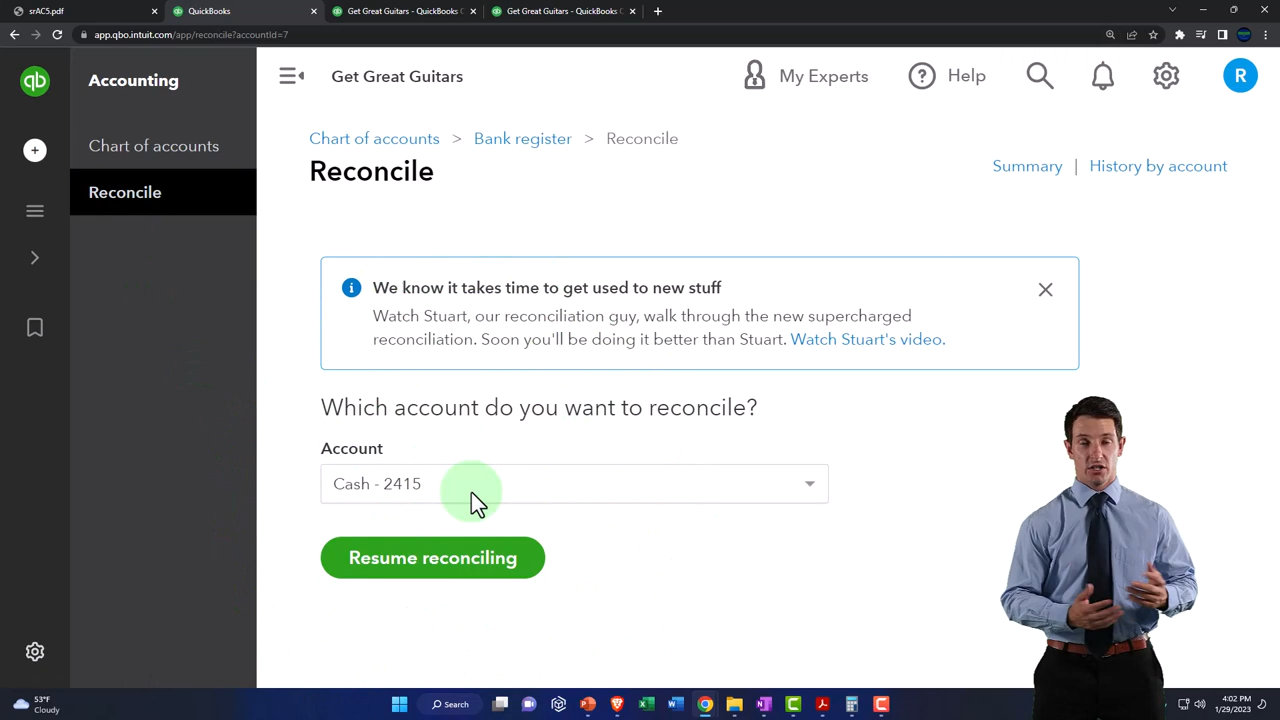 srACS.pdf
QuickBooks
Get Great Guitars - QuickBooks C
Get Great Guitars - QuickBooks C
app.qbo.intuit.com/app/reconcile?accountId=7
qb
Accounting
Get Great Guitars
My Experts
Help
R
Chart of accounts
Reconcile
Chart of accounts > Bank register > Reconcile
Reconcile
Summary | History by account
We know it takes time to get used to new stuff
Watch Stuart, our reconciliation guy, walk through the new supercharged
reconciliation. Soon you'll be doing it better than Stuart. Watch Stuart's video.
Which account do you want to reconcile?
Account
Cash - 2415
Resume reconciling
53°F
Cloudy
Search
4:02 PM
1/29/2023